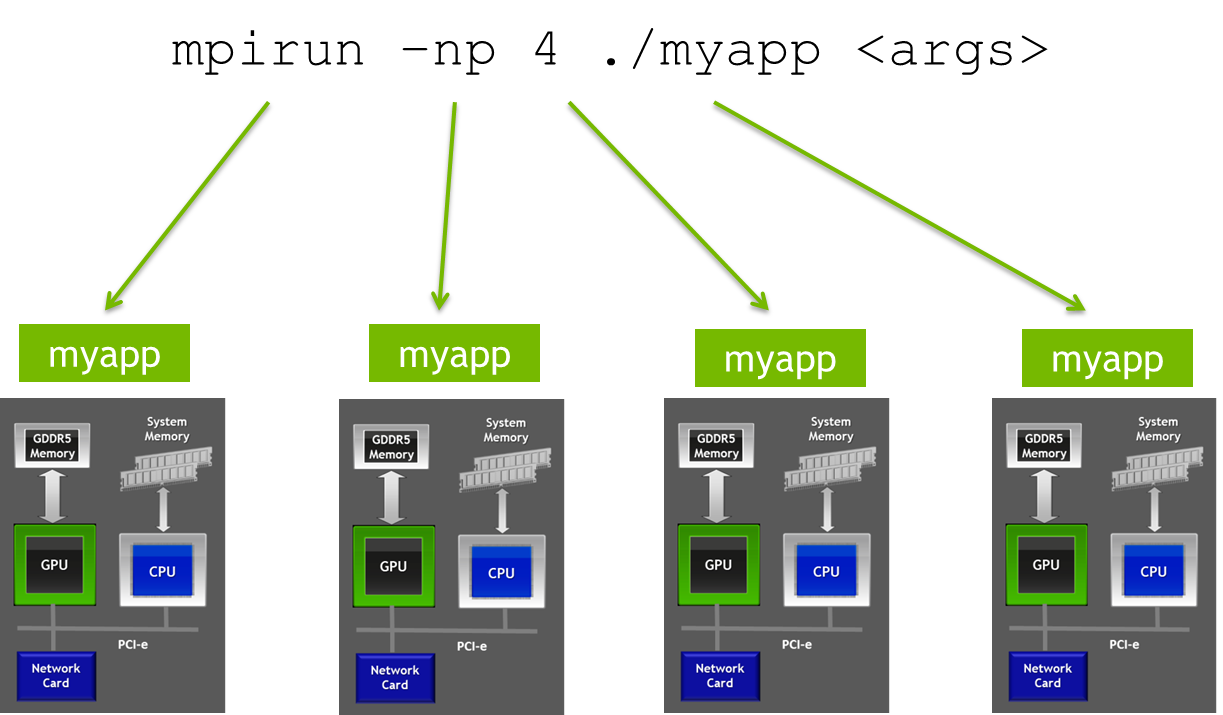 mpirun –np 4 ./myapp <args>
myapp
myapp
myapp
myapp
GDDR5
Memory
System
Memory
GPU
CPU
PCI-e
Network
Card
GDDR5
Memory
System
Memory
GPU
CPU
PCI-e
Network
Card
GDDR5
Memory
System
Memory
GPU
CPU
PCI-e
Network
Card
GDDR5
Memory
System
Memory
GPU
CPU
PCI-e
Network
Card